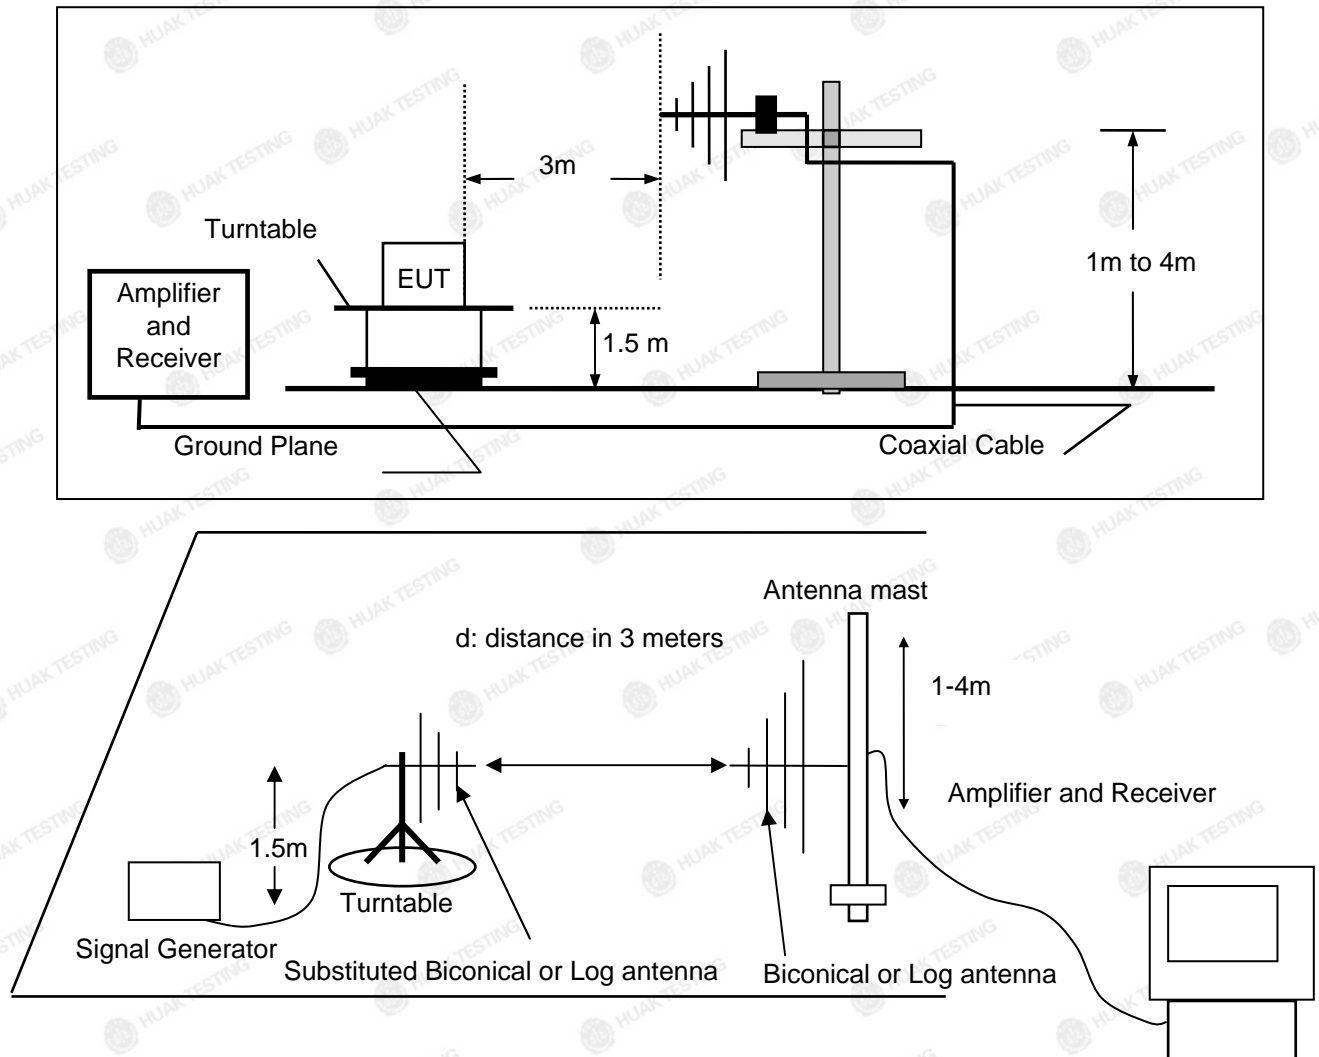 3m
Turntable
EUT
1m to 4m
Amplifier
and
Receiver
1.5 m
Ground Plane
Coaxial Cable
Antenna mast
d: distance in 3 meters
1-4m
Amplifier and Receiver
1.5m
Turntable
Signal Generator
Substituted Biconical or Log antenna
Biconical or Log antenna
HUAK TESTING